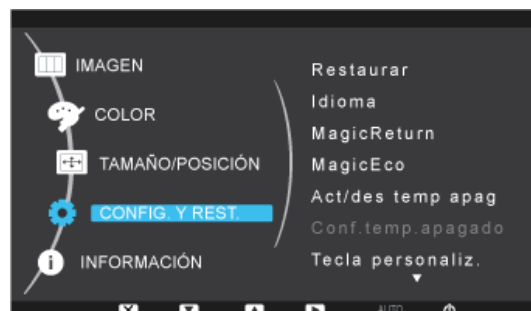 IMAGEN
COLOR
TAMAÑO/POSICIÓN
CONFIG. Y REST.
INFORMACIÓN
Restaurar
Idioma
MagicReturn
MagicEco
Act/des temp apag
Conf.temp.apagado
Tecla personaliz.
AUTO